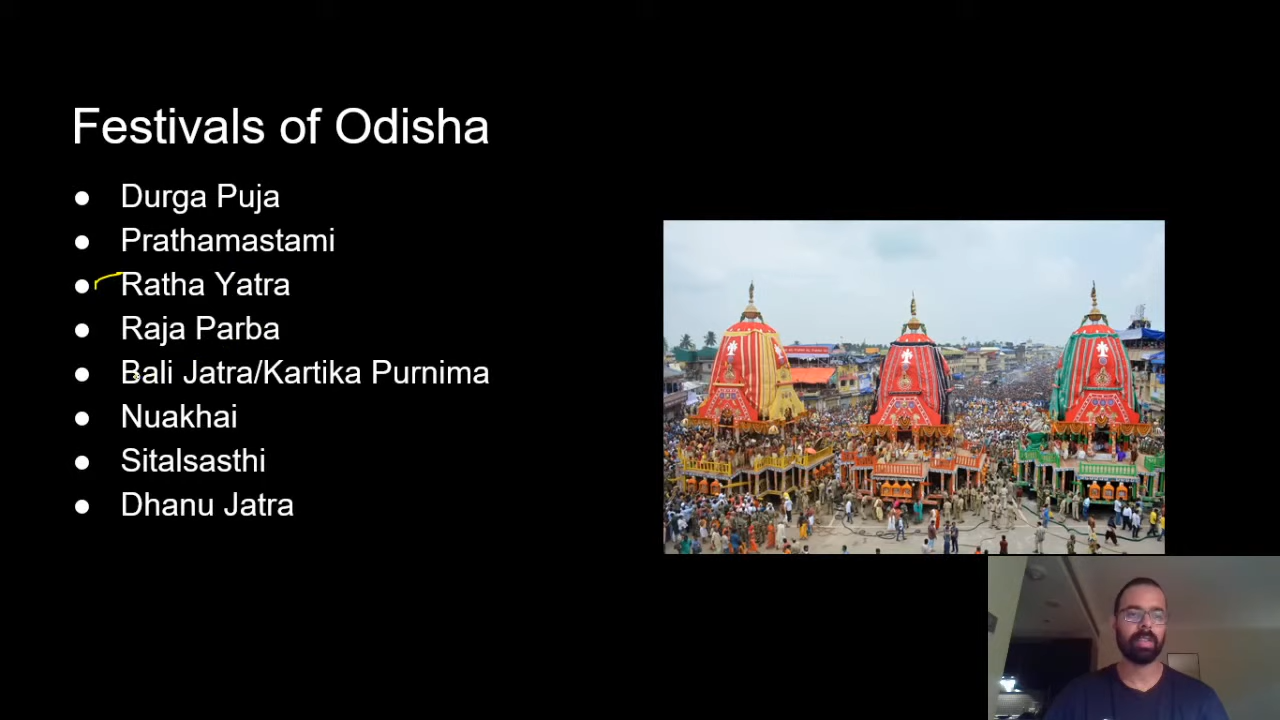 Festivals of Odisha
● Durga Puja
● Prathamastami
● Ratha Yatra
● Raja Parba
● Bali Jatra/Kartika Purnima
● Nuakhai
● Sitalsasthi
● Dhanu Jatra